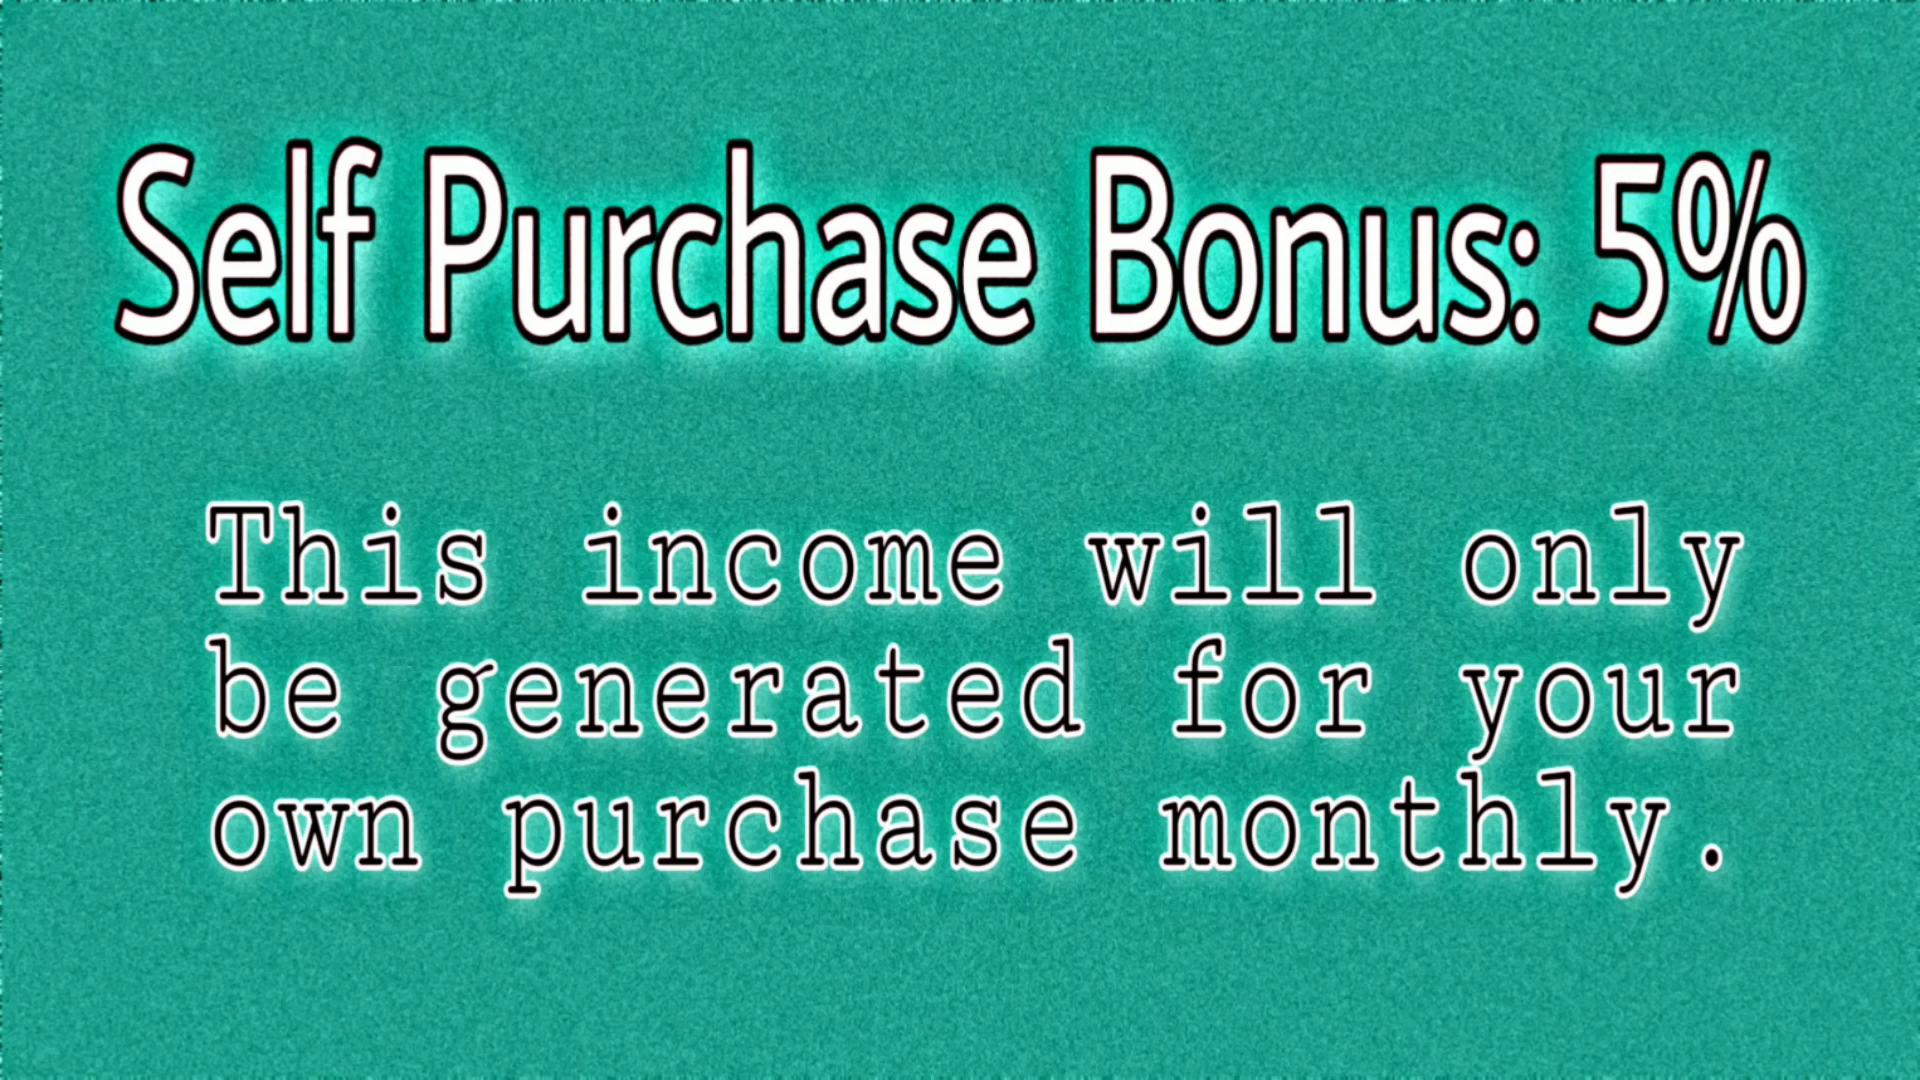 Self Purchase Bonus: 5%
This income will only
be generated for your
own purchase monthly.